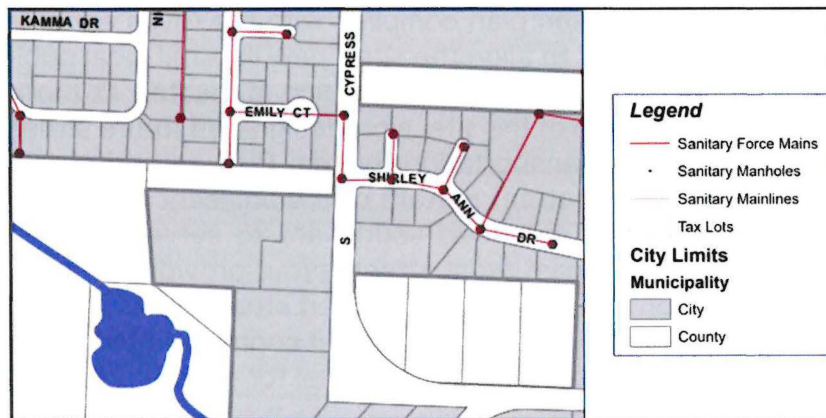 KAMMA DR
NI
CYPRESS
EMILY CT
SHIRLEY
ANN
DR
S
Legend
Sanitary Force Mains
Sanitary Manholes
Sanitary Mainlines
Tax Lots
City Limits
Municipality
City
County